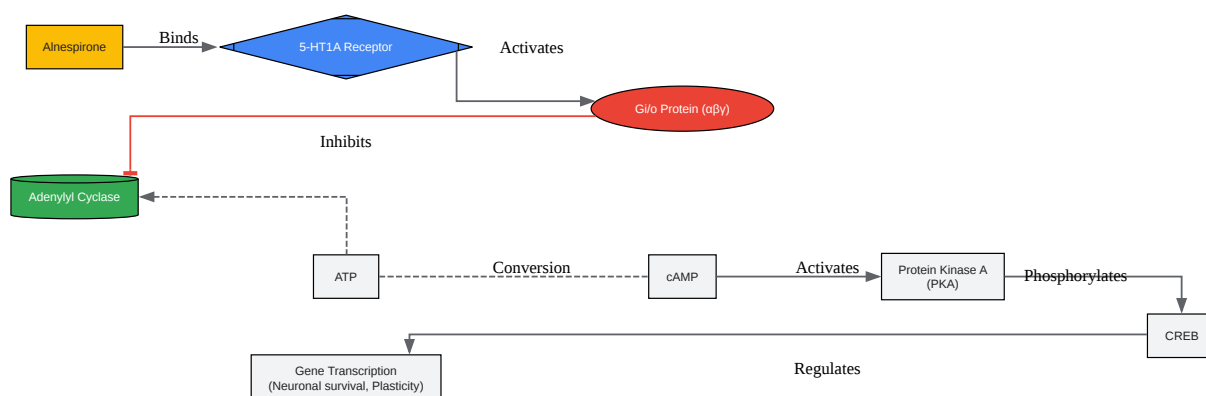 Alnespirone
Binds
5-HT1A Receptor
Activates
Gi/o Protein (αβγ)
Inhibits
Adenylyl Cyclase
ATP
Conversion
cAMP
Activates
Protein Kinase A
(PKA)
Phosphorylates
CREB
Regulates
Gene Transcription
(Neuronal survival, Plasticity)